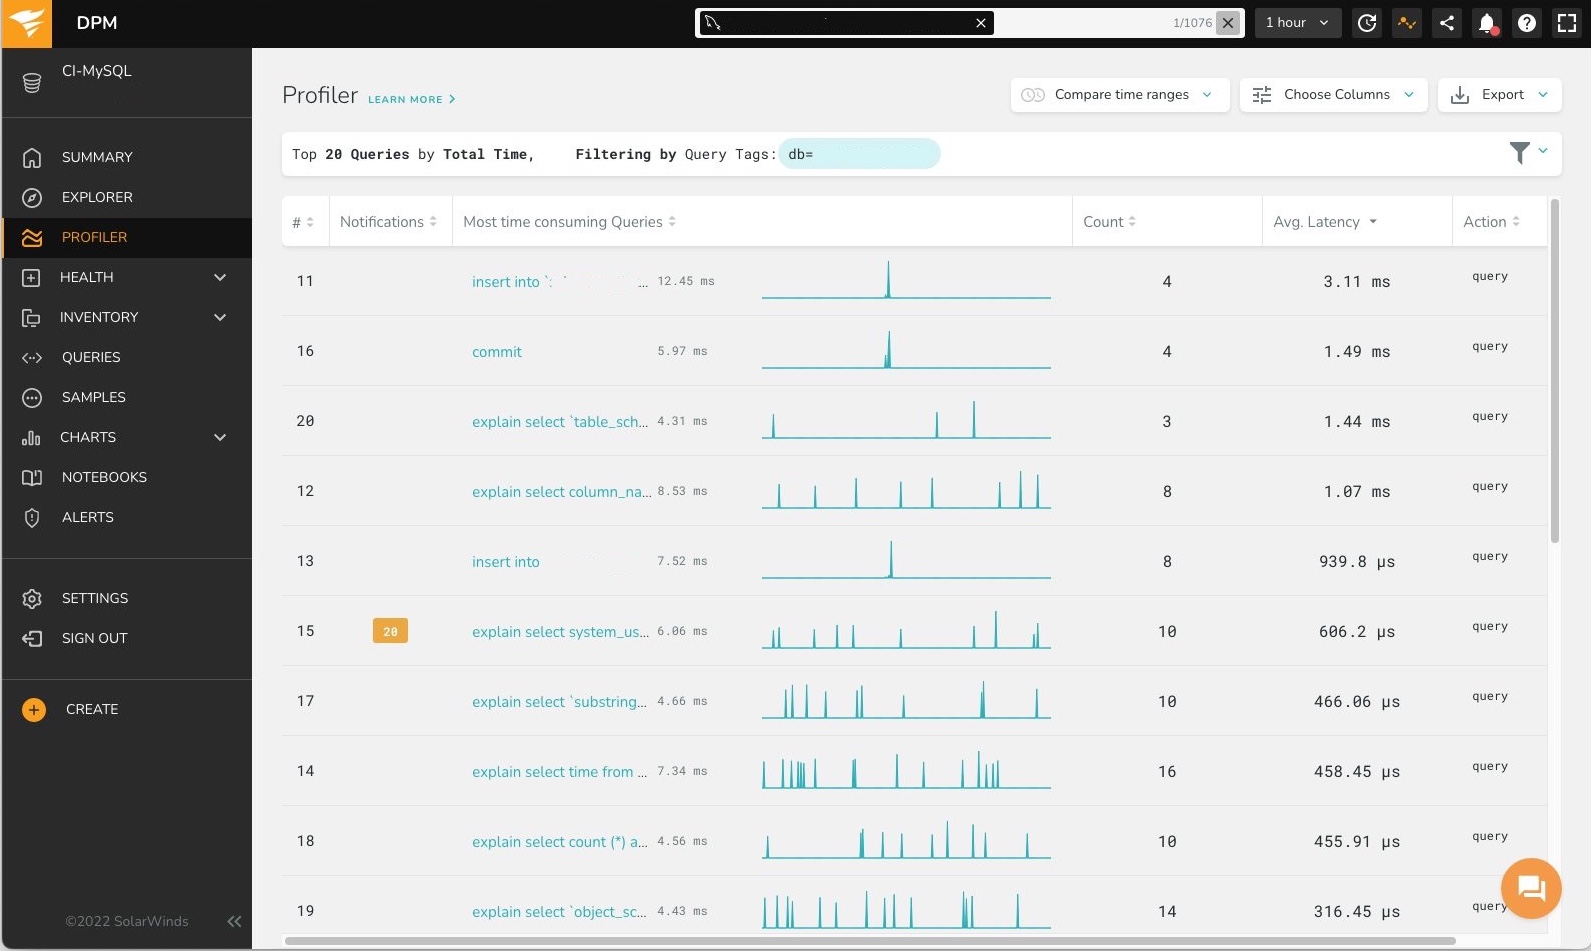 DPM
1/1076
1 hour
CI-MySQL
SUMMARY
EXPLORER
PROFILER
HEALTH
INVENTORY
QUERIES
SAMPLES
CHARTS
NOTEBOOKS
ALERTS
SETTINGS
SIGN OUT
CREATE
©2022 SolarWinds
Profiler LEARN MORE
Compare time ranges
Choose Columns
Export
Top 20 Queries by Total Time, Filtering by Query Tags: db=
# Notifications Most time consuming Queries Count Avg. Latency Action
11 insert into `: ` ... 12.45 ms 4 3.11 ms query
16 commit 5.97 ms 4 1.49 ms query
20 explain select `table_sch... 4.31 ms 3 1.44 ms query
12 explain select column_na... 8.53 ms 8 1.07 ms query
13 insert into 7.52 ms 8 939.8 µs query
15 20 explain select system_us... 6.06 ms 10 606.2 µs query
17 explain select `substring... 4.66 ms 10 466.06 µs query
14 explain select time from ... 7.34 ms 16 458.45 µs query
18 explain select count (*) a... 4.56 ms 10 455.91 µs query
19 explain select `object_sc... 4.43 ms 14 316.45 µs query